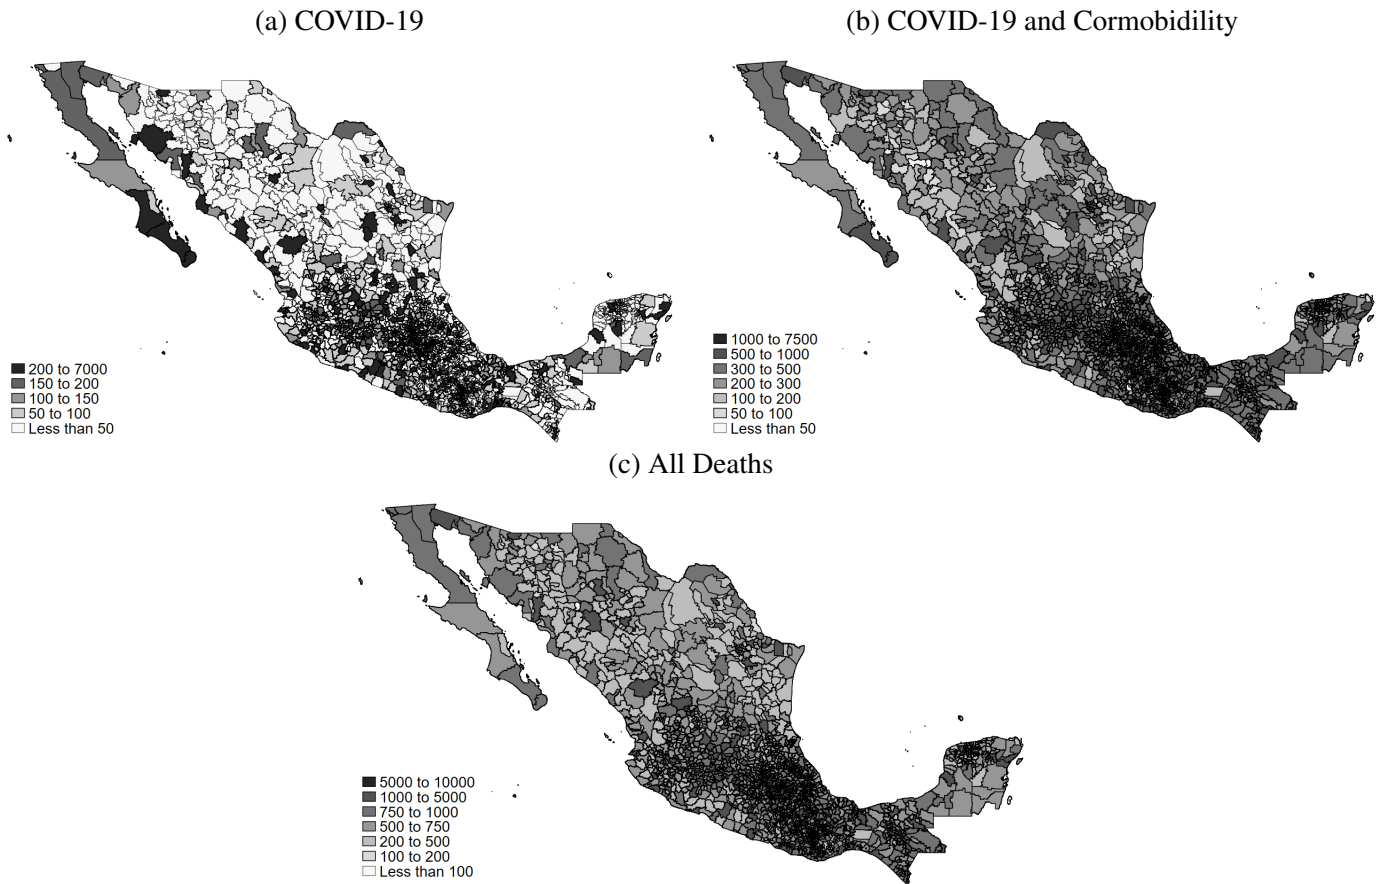 (a) COVID-19
(b) COVID-19 and Cormobidility
200 to 7000
150 to 200
100 to 150
50 to 100
Less than 50
1000 to 7500
500 to 1000
300 to 500
200 to 300
100 to 200
50 to 100
Less than 50
(c) All Deaths
5000 to 10000
1000 to 5000
750 to 1000
500 to 750
200 to 500
100 to 200
Less than 100